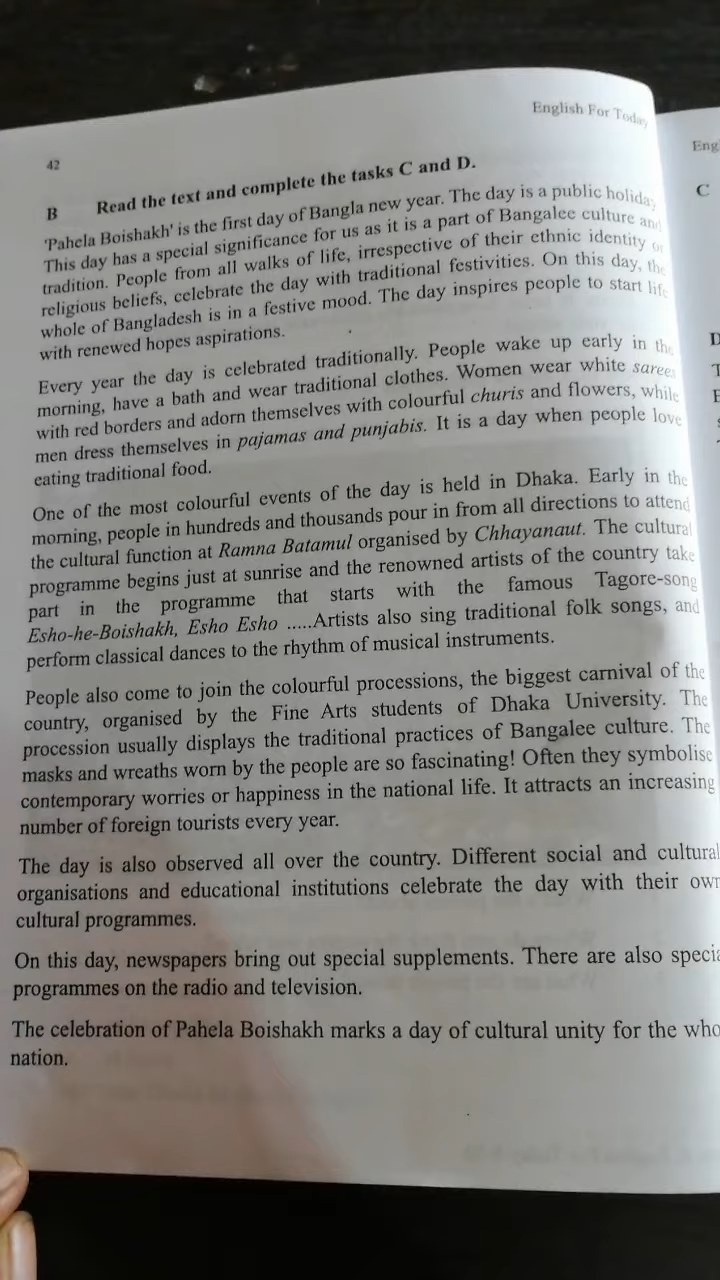 English For Today
42
B Read the text and complete the tasks C and D.
'Pahela Boishakh' is the first day of Bangla new year. The day is a public holiday
This day has a special significance for us as it is a part of Bangalee culture and
tradition. People from all walks of life, irrespective of their ethnic identity or
religious beliefs, celebrate the day with traditional festivities. On this day, the
whole of Bangladesh is in a festive mood. The day inspires people to start life
with renewed hopes aspirations.
Every year the day is celebrated traditionally. People wake up early in the
morning, have a bath and wear traditional clothes. Women wear white sarees
with red borders and adorn themselves with colourful churis and flowers, while
men dress themselves in pajamas and punjabis. It is a day when people love
eating traditional food.
One of the most colourful events of the day is held in Dhaka. Early in the
morning, people in hundreds and thousands pour in from all directions to attend
the cultural function at Ramna Batamul organised by Chhayanaut. The cultural
programme begins just at sunrise and the renowned artists of the country take
part in the programme that starts with the famous Tagore-song
Esho-he-Boishakh, Esho Esho .....Artists also sing traditional folk songs, and
perform classical dances to the rhythm of musical instruments.
People also come to join the colourful processions, the biggest carnival of the
country, organised by the Fine Arts students of Dhaka University. The
procession usually displays the traditional practices of Bangalee culture. The
masks and wreaths worn by the people are so fascinating! Often they symbolise
contemporary worries or happiness in the national life. It attracts an increasing
number of foreign tourists every year.
The day is also observed all over the country. Different social and cultural
organisations and educational institutions celebrate the day with their own
cultural programmes.
On this day, newspapers bring out special supplements. There are also specia
programmes on the radio and television.
The celebration of Pahela Boishakh marks a day of cultural unity for the who
nation.
Eng
C
D
T